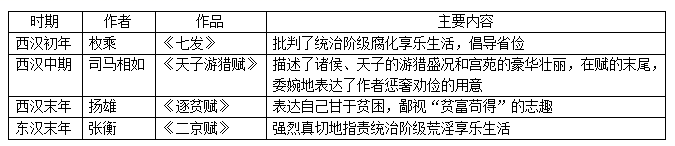 时期 作者 作品 主要内容
西汉初年 枚乘 《七发》 批判了统治阶级腐化享乐生活，倡导省俭
西汉中期 司马相如 《天子游猎赋》 描述了诸侯、天子的游猎盛况和宫苑的豪华壮丽，在赋的末尾，
委婉地表达了作者惩奢劝俭的用意
西汉末年 扬雄 《逐贫赋》 表达自己甘于贫困，鄙视“贫富苟得”的志趣
东汉末年 张衡 《二京赋》 强烈真切地指责统治阶级荒淫享乐生活